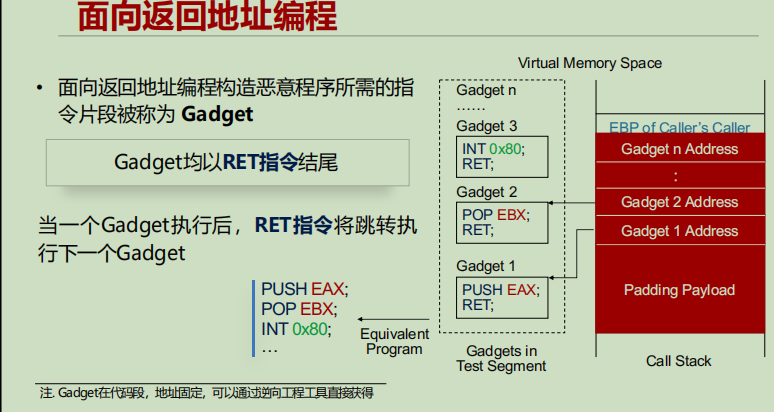 面向返回地址编程
• 面向返回地址编程构造恶意程序所需的指
令片段被称为 Gadget
Gadget均以RET指令结尾
当一个Gadget执行后，RET指令将跳转执
行下一个Gadget
PUSH EAX;
POP EBX;
INT 0x80;
…
Equivalent
Program
Virtual Memory Space
Gadget n
……
Gadget 3
INT 0x80;
RET;
Gadget 2
POP EBX;
RET;
Gadget 1
PUSH EAX;
RET;
Gadgets in
Test Segment
EBP of Caller's Caller
Gadget n Address
:
Gadget 2 Address
Gadget 1 Address
Padding Payload
Call Stack
注. Gadget在代码段，地址固定，可以通过逆向工程工具直接获得